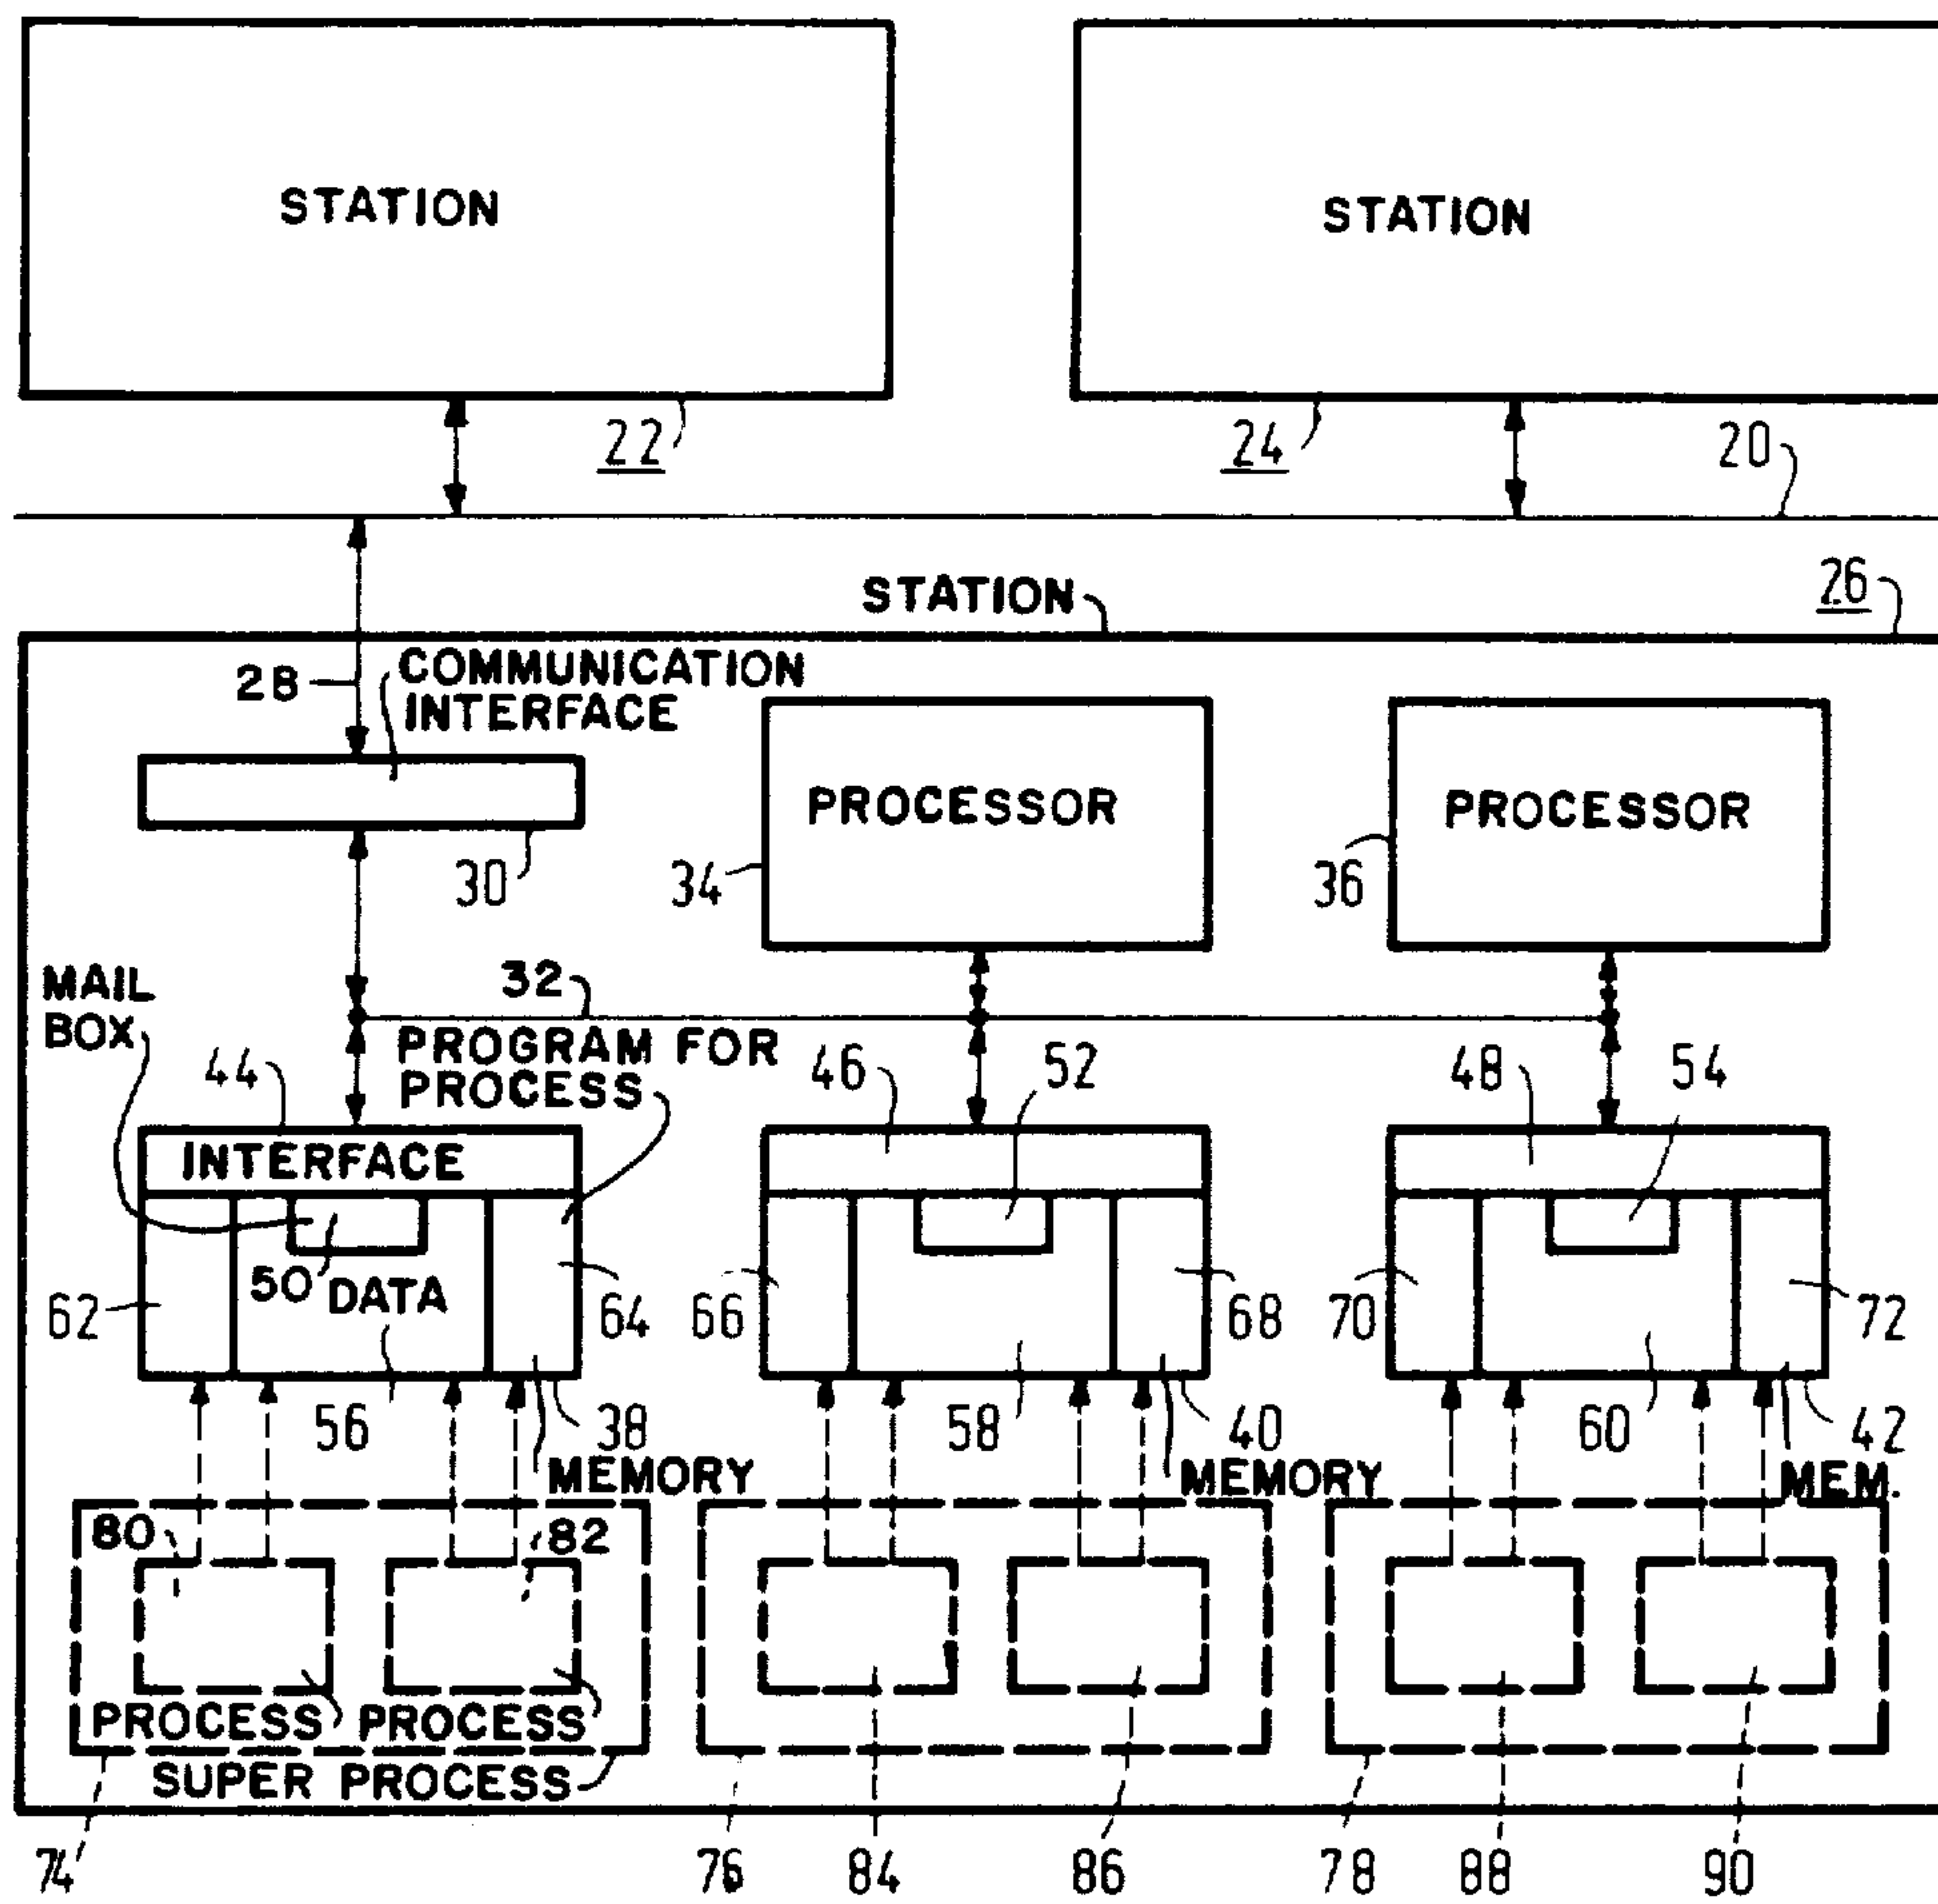 STATION
STATION
22
24
20
STATION
26
28
COMMUNICATION
INTERFACE
PROCESSOR
PROCESSOR
30
34
36
MAIL
BOX
32
PROGRAM FOR
PROCESS
44
46
52
48
54
INTERFACE
50
DATA
62
64
66
68
70
72
56
38
58
40
60
42
MEMORY
MEMORY
MEM.
80
82
PROCESS
PROCESS
SUPER PROCESS
74
76
84
86
78
88
90